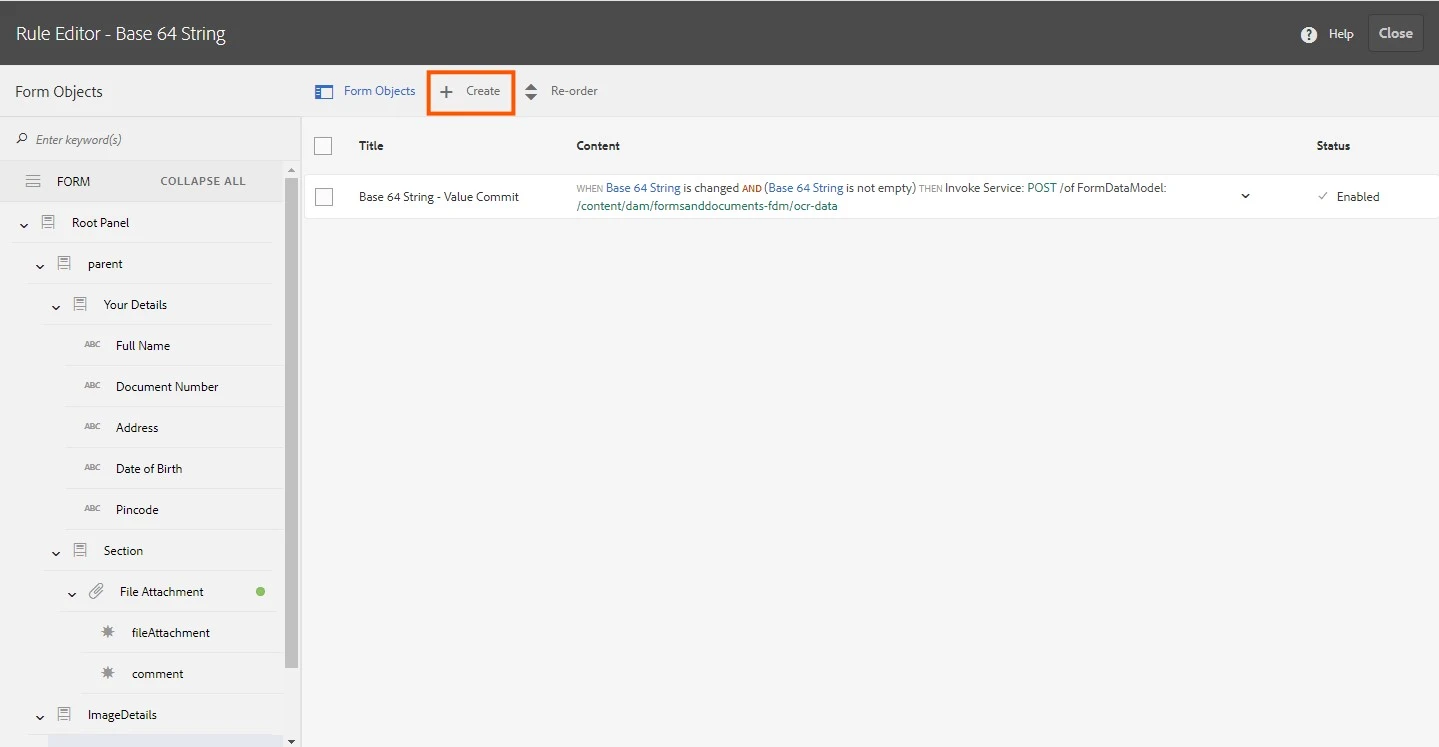 Rule Editor - Base 64 String
Help
Close
Form Objects
Form Objects
Create
Re-order
Enter keyword(s)
Title
Content
Status
FORM
COLLAPSE ALL
Base 64 String - Value Commit
WHEN Base 64 String is changed AND (Base 64 String is not empty) THEN Invoke Service: POST /of FormDataModel:
/content/dam/formsanddocuments-fdm/ocr-data
Enabled
Root Panel
parent
Your Details
ABC Full Name
ABC Document Number
ABC Address
ABC Date of Birth
ABC Pincode
Section
File Attachment
fileAttachment
comment
ImageDetails